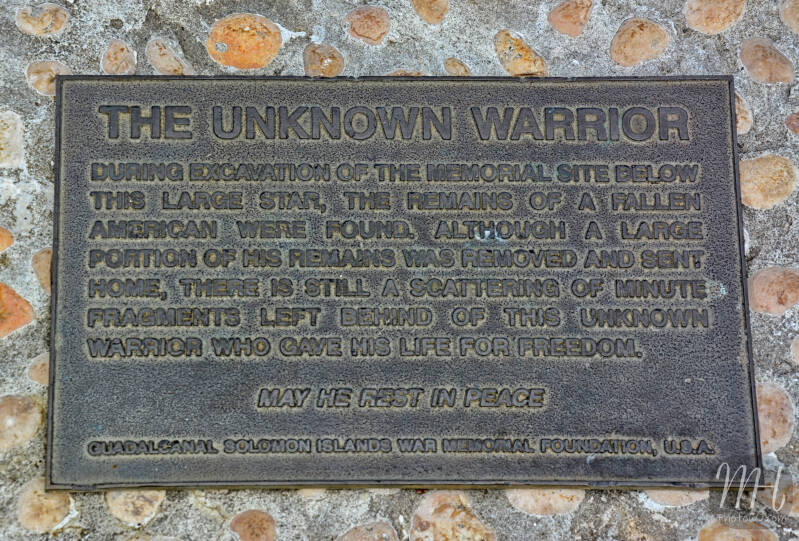 THE UNKNOWN WARRIOR
DURING EXCAVATION OF THE MEMORIAL SITE BELOW
THIS LARGE STAR, THE REMAINS OF A FALLEN
AMERICAN WERE FOUND. ALTHOUGH A LARGE
PORTION OF HIS REMAINS WAS REMOVED AND SENT
HOME, THERE IS STILL A SCATTERING OF MINUTE
FRAGMENTS LEFT BEHIND OF THIS UNKNOWN
WARRIOR WHO GAVE HIS LIFE FOR FREEDOM.
MAY HE REST IN PEACE
GUADALCANAL SOLOMON ISLANDS WAR MEMORIAL FOUNDATION, U.S.A.